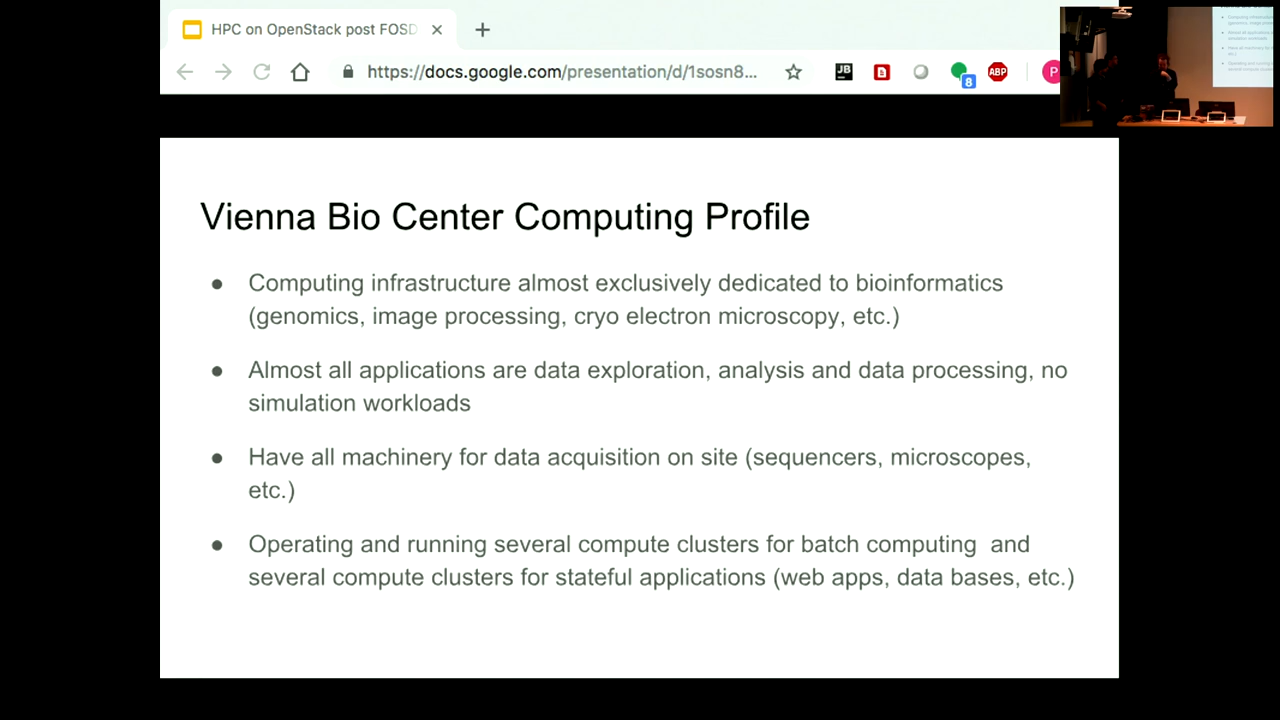 HPC on OpenStack post FOSD
https://docs.google.com/presentation/d/1sosn8...
JB
8
ABP
P
Vienna Bio Center Computing Profile
● Computing infrastructure almost exclusively dedicated to bioinformatics
(genomics, image processing, cryo electron microscopy, etc.)
● Almost all applications are data exploration, analysis and data processing, no
simulation workloads
● Have all machinery for data acquisition on site (sequencers, microscopes,
etc.)
● Operating and running several compute clusters for batch computing  and
several compute clusters for stateful applications (web apps, data bases, etc.)